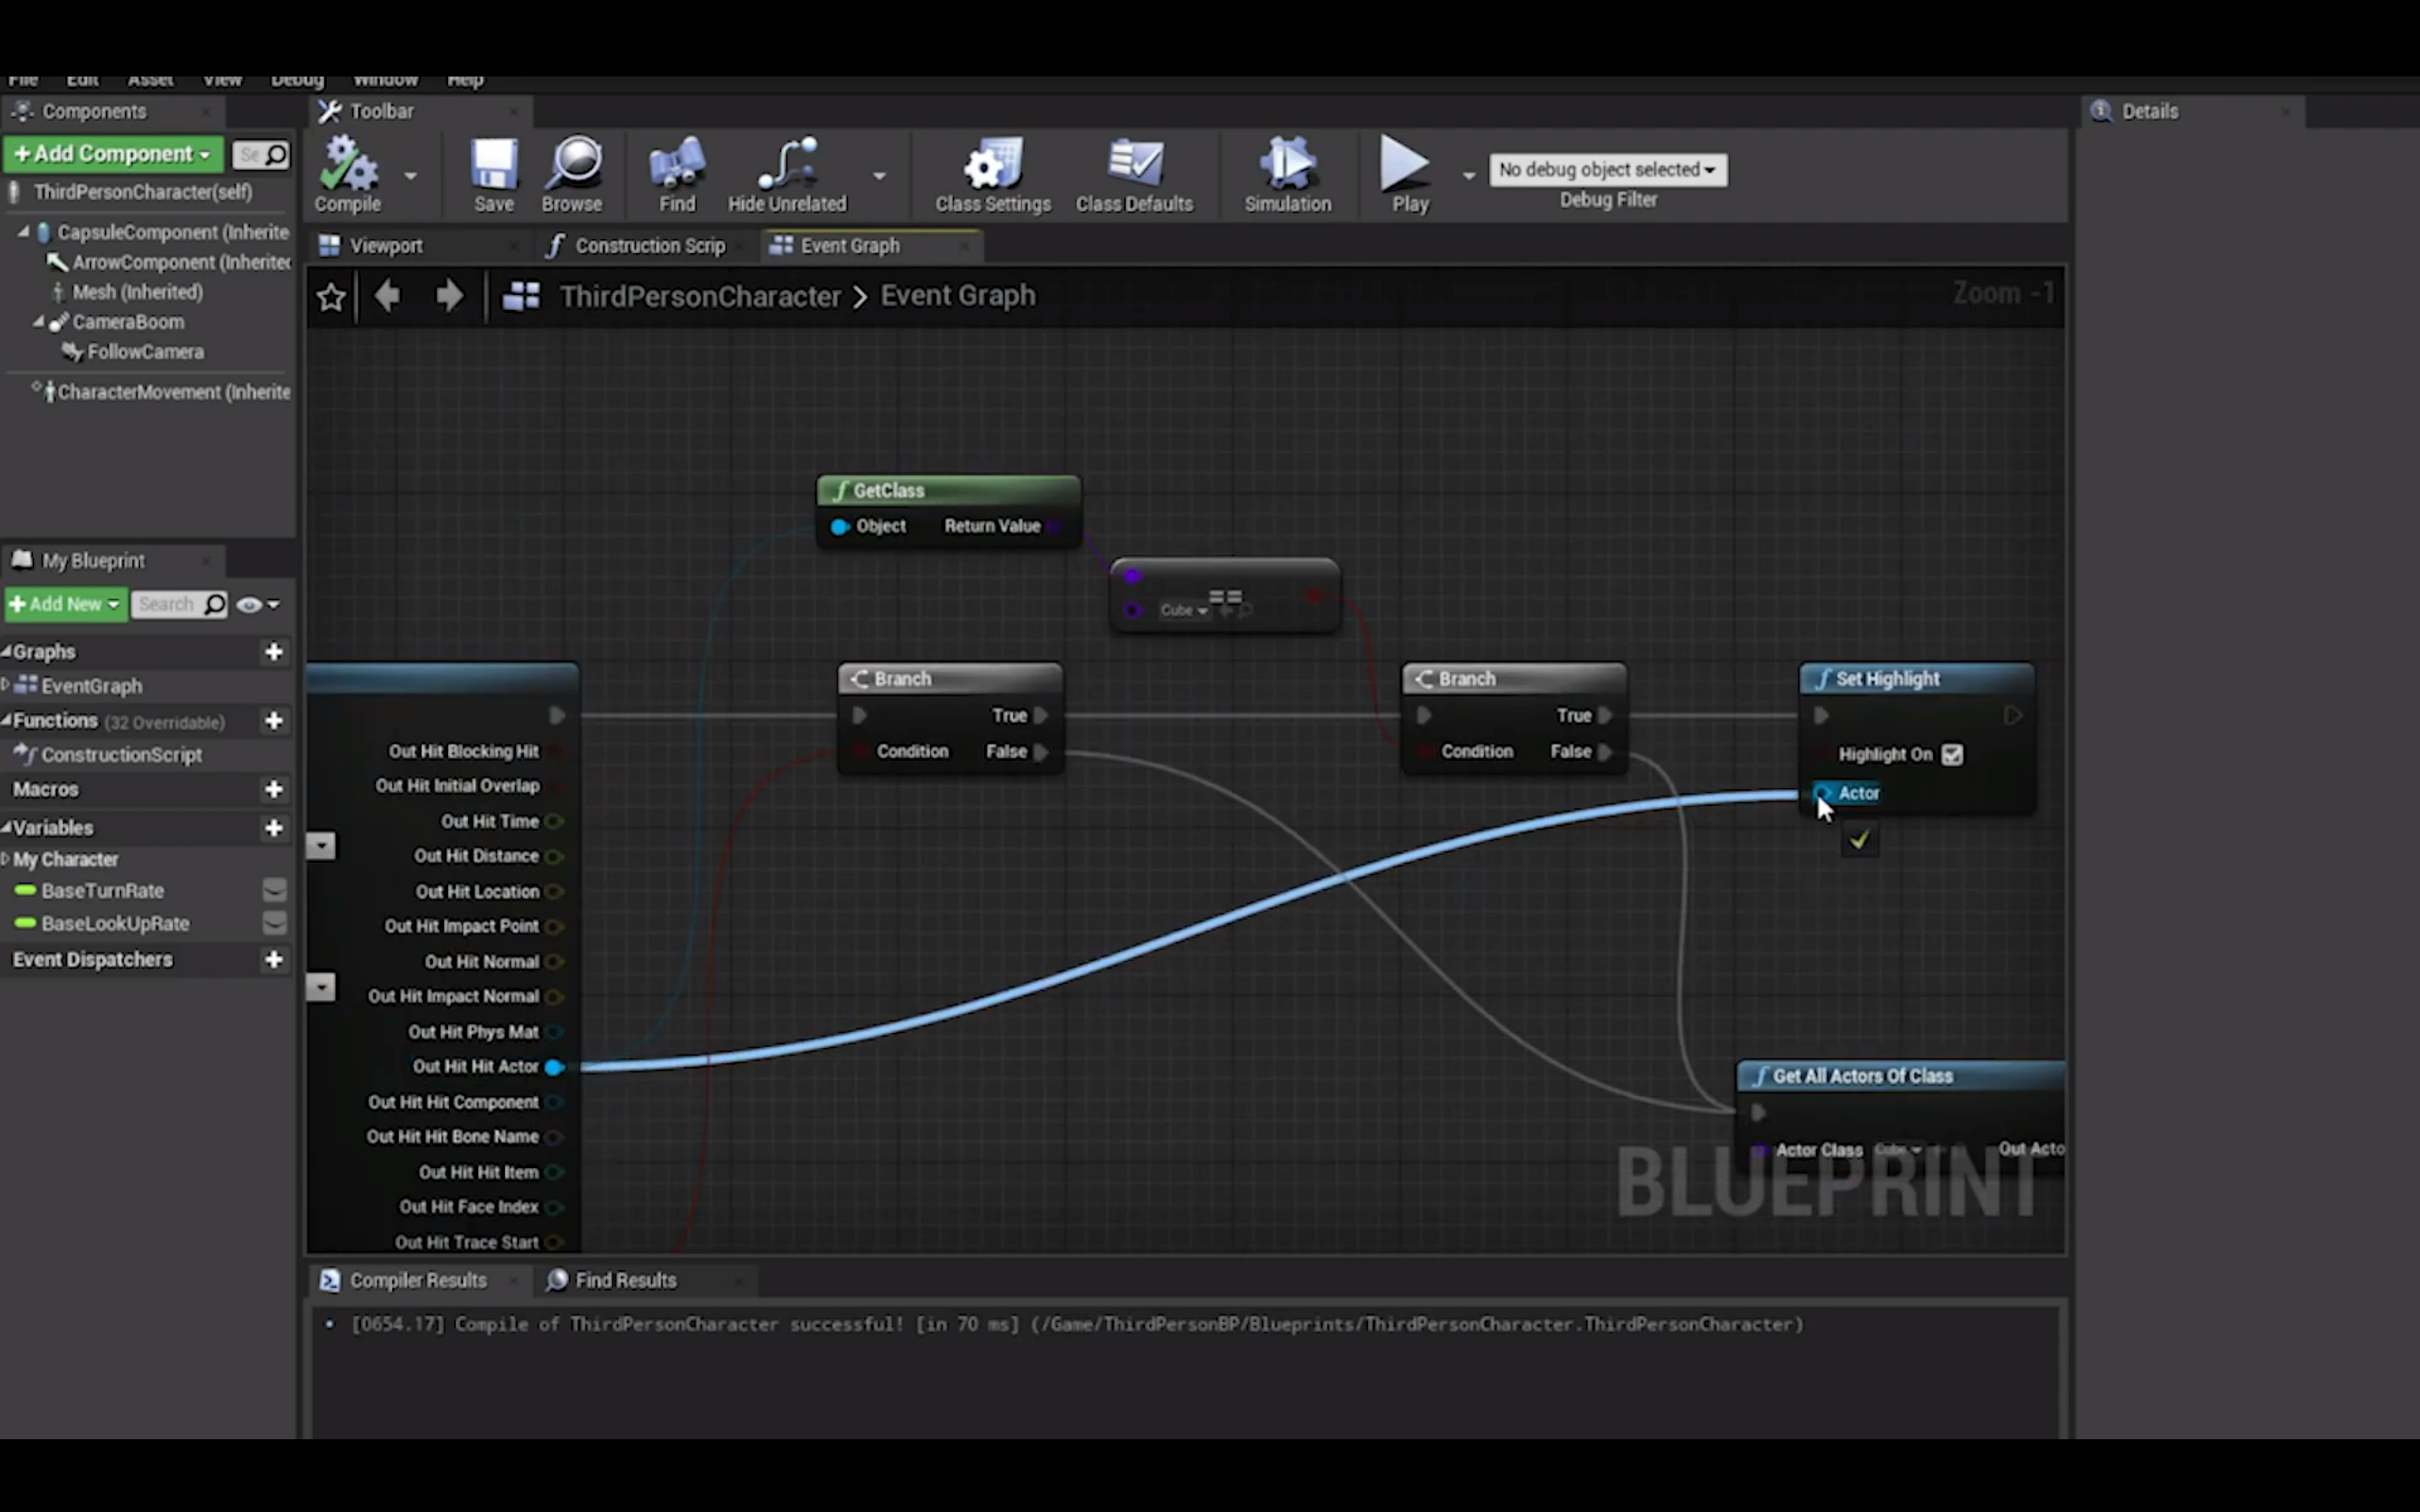 File Edit Asset View Debug Window Help
Components
Toolbar
Details
+Add Component
Se
ThirdPersonCharacter(self)
CapsuleComponent (Inherite
ArrowComponent (Inherited
Mesh (Inherited)
CameraBoom
FollowCamera
CharacterMovement (Inherite
Compile
Save
Browse
Find
Hide Unrelated
Class Settings
Class Defaults
Simulation
Play
No debug object selected
Debug Filter
Viewport
Construction Scrip
Event Graph
ThirdPersonCharacter > Event Graph
Zoom -1
My Blueprint
+Add New
Search
Graphs
EventGraph
Functions (32 Overridable)
ConstructionScript
Macros
Variables
My Character
BaseTurnRate
BaseLookUpRate
Event Dispatchers
GetClass
Object Return Value
==
Cube
Out Hit Blocking Hit
Out Hit Initial Overlap
Out Hit Time
Out Hit Distance
Out Hit Location
Out Hit Impact Point
Out Hit Normal
Out Hit Impact Normal
Out Hit Phys Mat
Out Hit Hit Actor
Out Hit Hit Component
Out Hit Hit Bone Name
Out Hit Hit Item
Out Hit Face Index
Out Hit Trace Start
Branch
True
Condition False
Branch
True
Condition False
Set Highlight
Highlight On
Actor
Get All Actors Of Class
Actor Class Cube Out Acto
BLUEPRINT
Compiler Results
Find Results
[0654.17] Compile of ThirdPersonCharacter successful! [in 70 ms] (/Game/ThirdPersonBP/Blueprints/ThirdPersonCharacter.ThirdPersonCharacter)